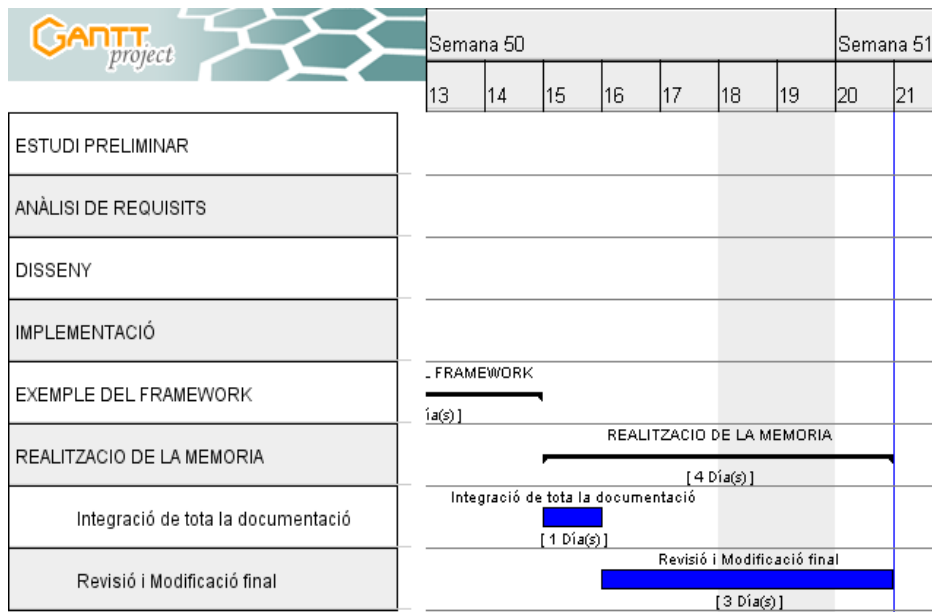 GANTT
project
Semana 50
Semana 51
13 14 15 16 17 18 19 20 21
ESTUDI PRELIMINAR
ANÀLISI DE REQUISITS
DISSENY
IMPLEMENTACIÓ
EXEMPLE DEL FRAMEWORK
FRAMEWORK
ía(s) ]
REALITZACIO DE LA MEMORIA
REALITZACIO DE LA MEMORIA
[ 4 Día(s) ]
Integració de tota la documentació
Integració de tota la documentació
[ 1 Día(s) ]
Revisió i Modificació final
Revisió i Modificació final
[ 3 Día(s) ]